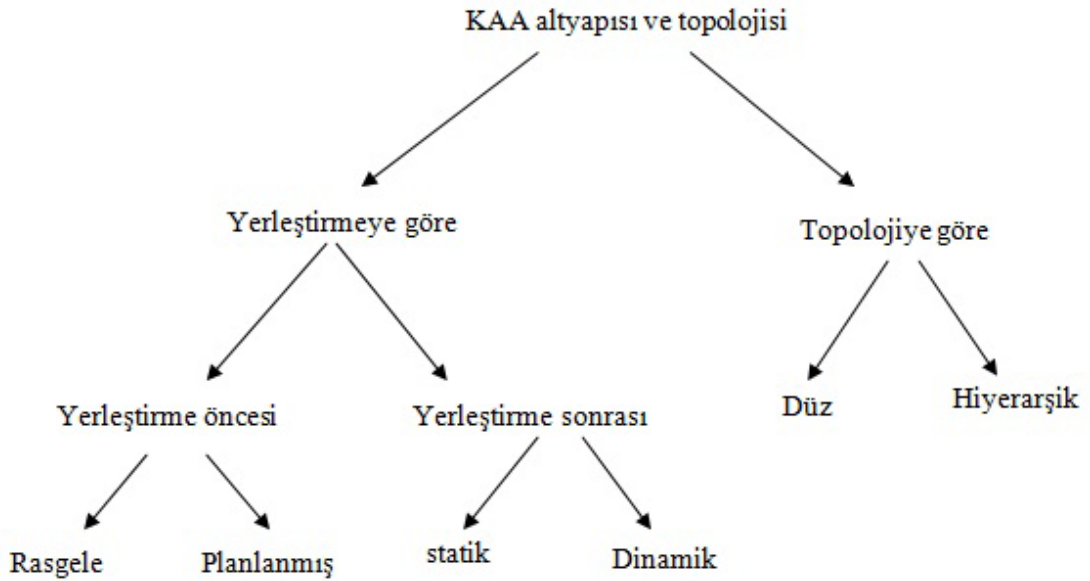 KAA altyapısı ve topolojisi
Yerleştirmeye göre
Topolojiye göre
Yerleştirme öncesi
Yerleştirme sonrası
Düz
Hiyerarşik
Rasgele
Planlanmış
statik
Dinamik